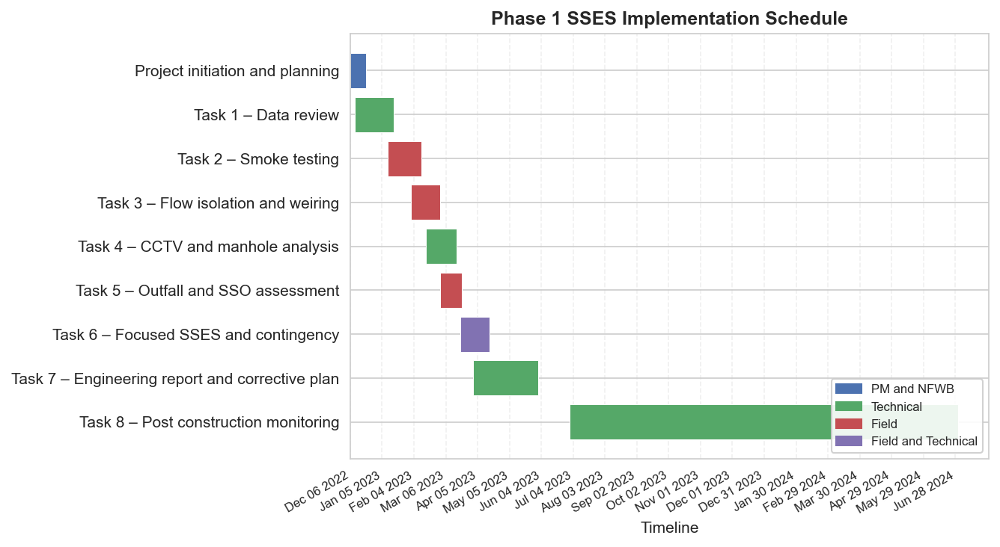 Phase 1 SSES Implementation Schedule
Project initiation and planning
Task 1 – Data review
Task 2 – Smoke testing
Task 3 – Flow isolation and weiring
Task 4 – CCTV and manhole analysis
Task 5 – Outfall and SSO assessment
Task 6 – Focused SSES and contingency
Task 7 – Engineering report and corrective plan
Task 8 – Post construction monitoring
PM and NFWB
Technical
Field
Field and Technical
Dec 06 2022
Jan 05 2023
Feb 04 2023
Mar 06 2023
Apr 05 2023
May 05 2023
Jun 04 2023
Jul 04 2023
Aug 03 2023
Sep 02 2023
Oct 02 2023
Nov 01 2023
Dec 01 2023
Dec 31 2023
Jan 30 2024
Feb 29 2024
Mar 30 2024
Apr 29 2024
May 29 2024
Jun 28 2024
Timeline